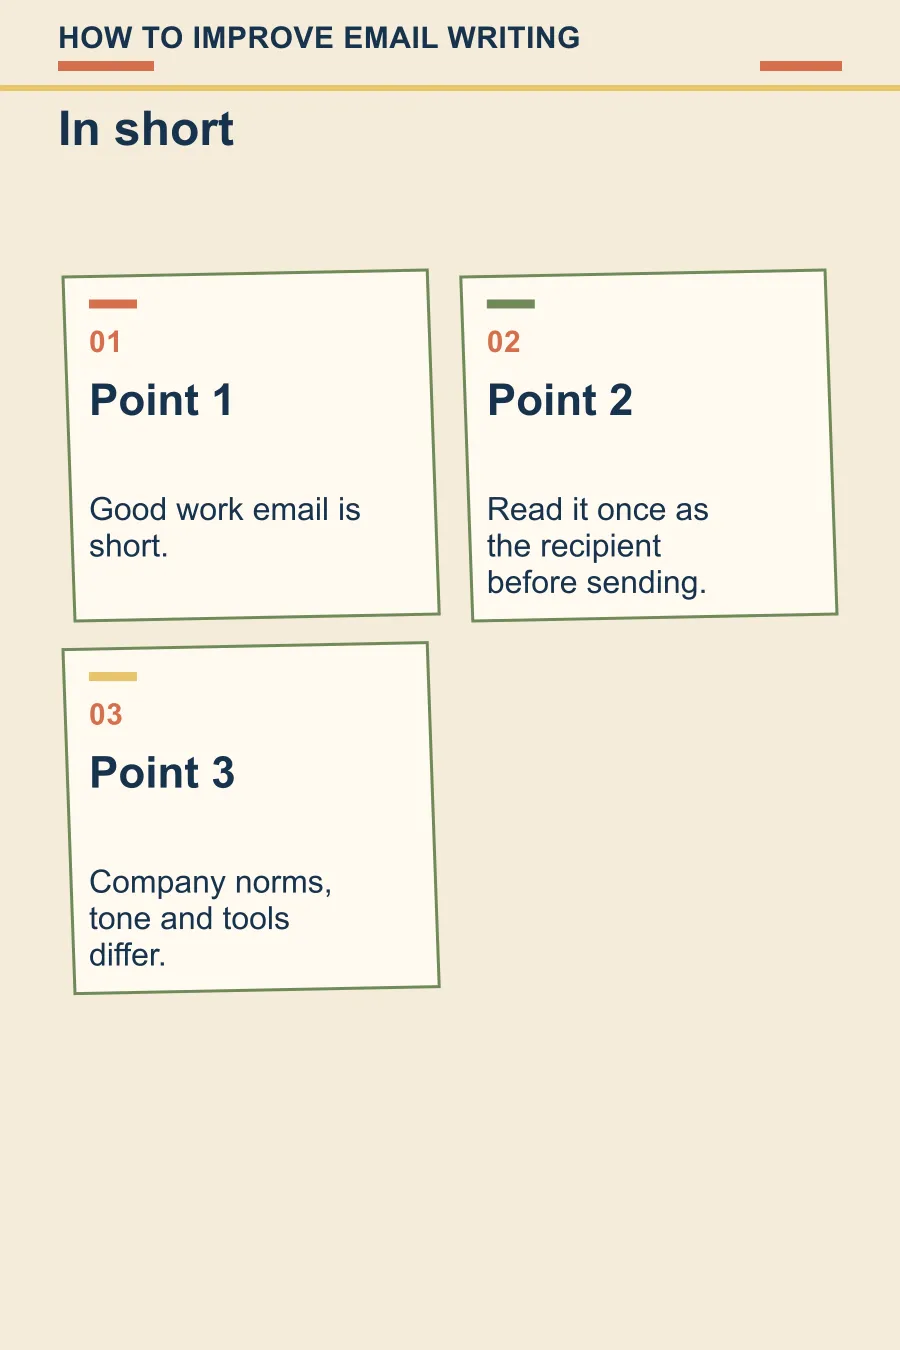 HOW TO IMPROVE EMAIL WRITING
In short
01
Point 1
Good work email is
short.
02
Point 2
Read it once as
the recipient
before sending.
03
Point 3
Company norms,
tone and tools
differ.